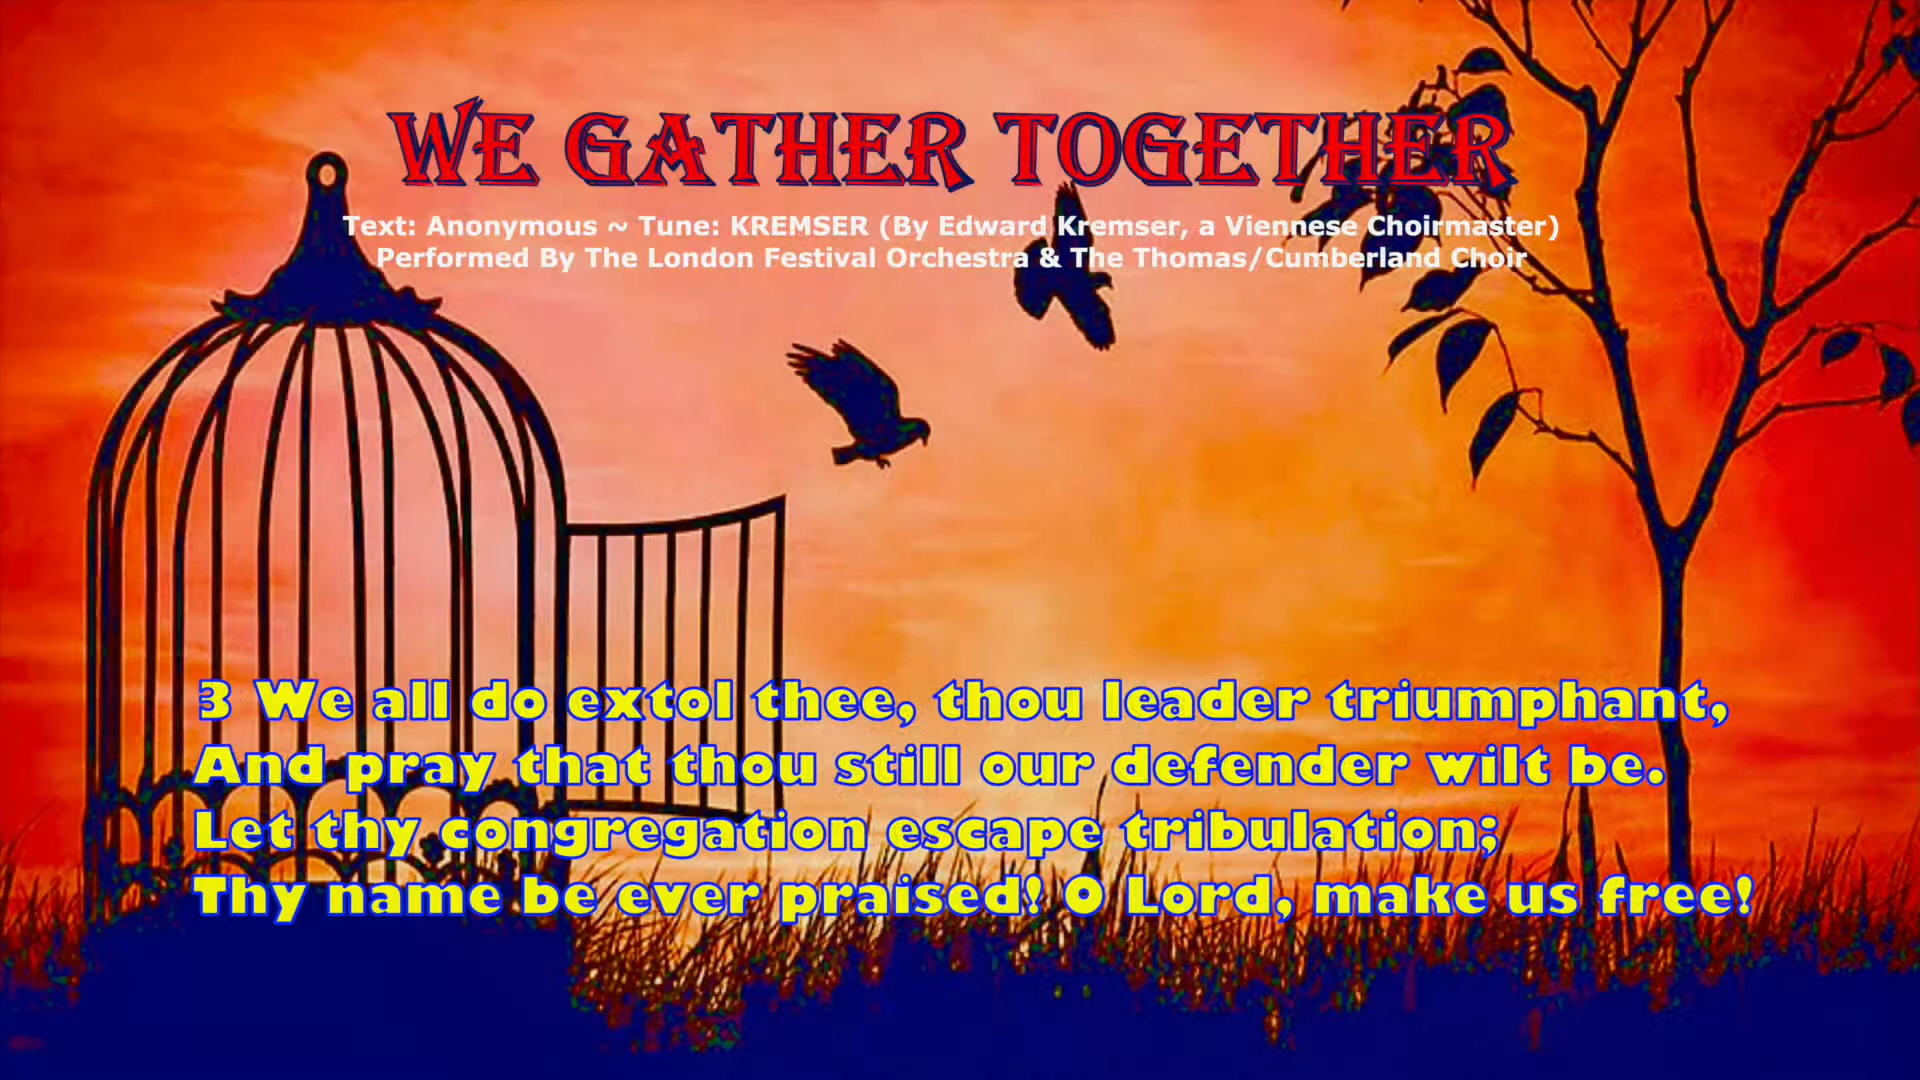 WE GATHER TOGETHER
Text: Anonymous ~ Tune: KREMSER (By Edward Kremser, a Viennese Choirmaster)
Performed By The London Festival Orchestra & The Thomas/Cumberland Choir
3 We all do extol thee, thou leader triumphant,
And pray that thou still our defender wilt be.
Let thy congregation escape tribulation;
Thy name be ever praised! O Lord, make us free!